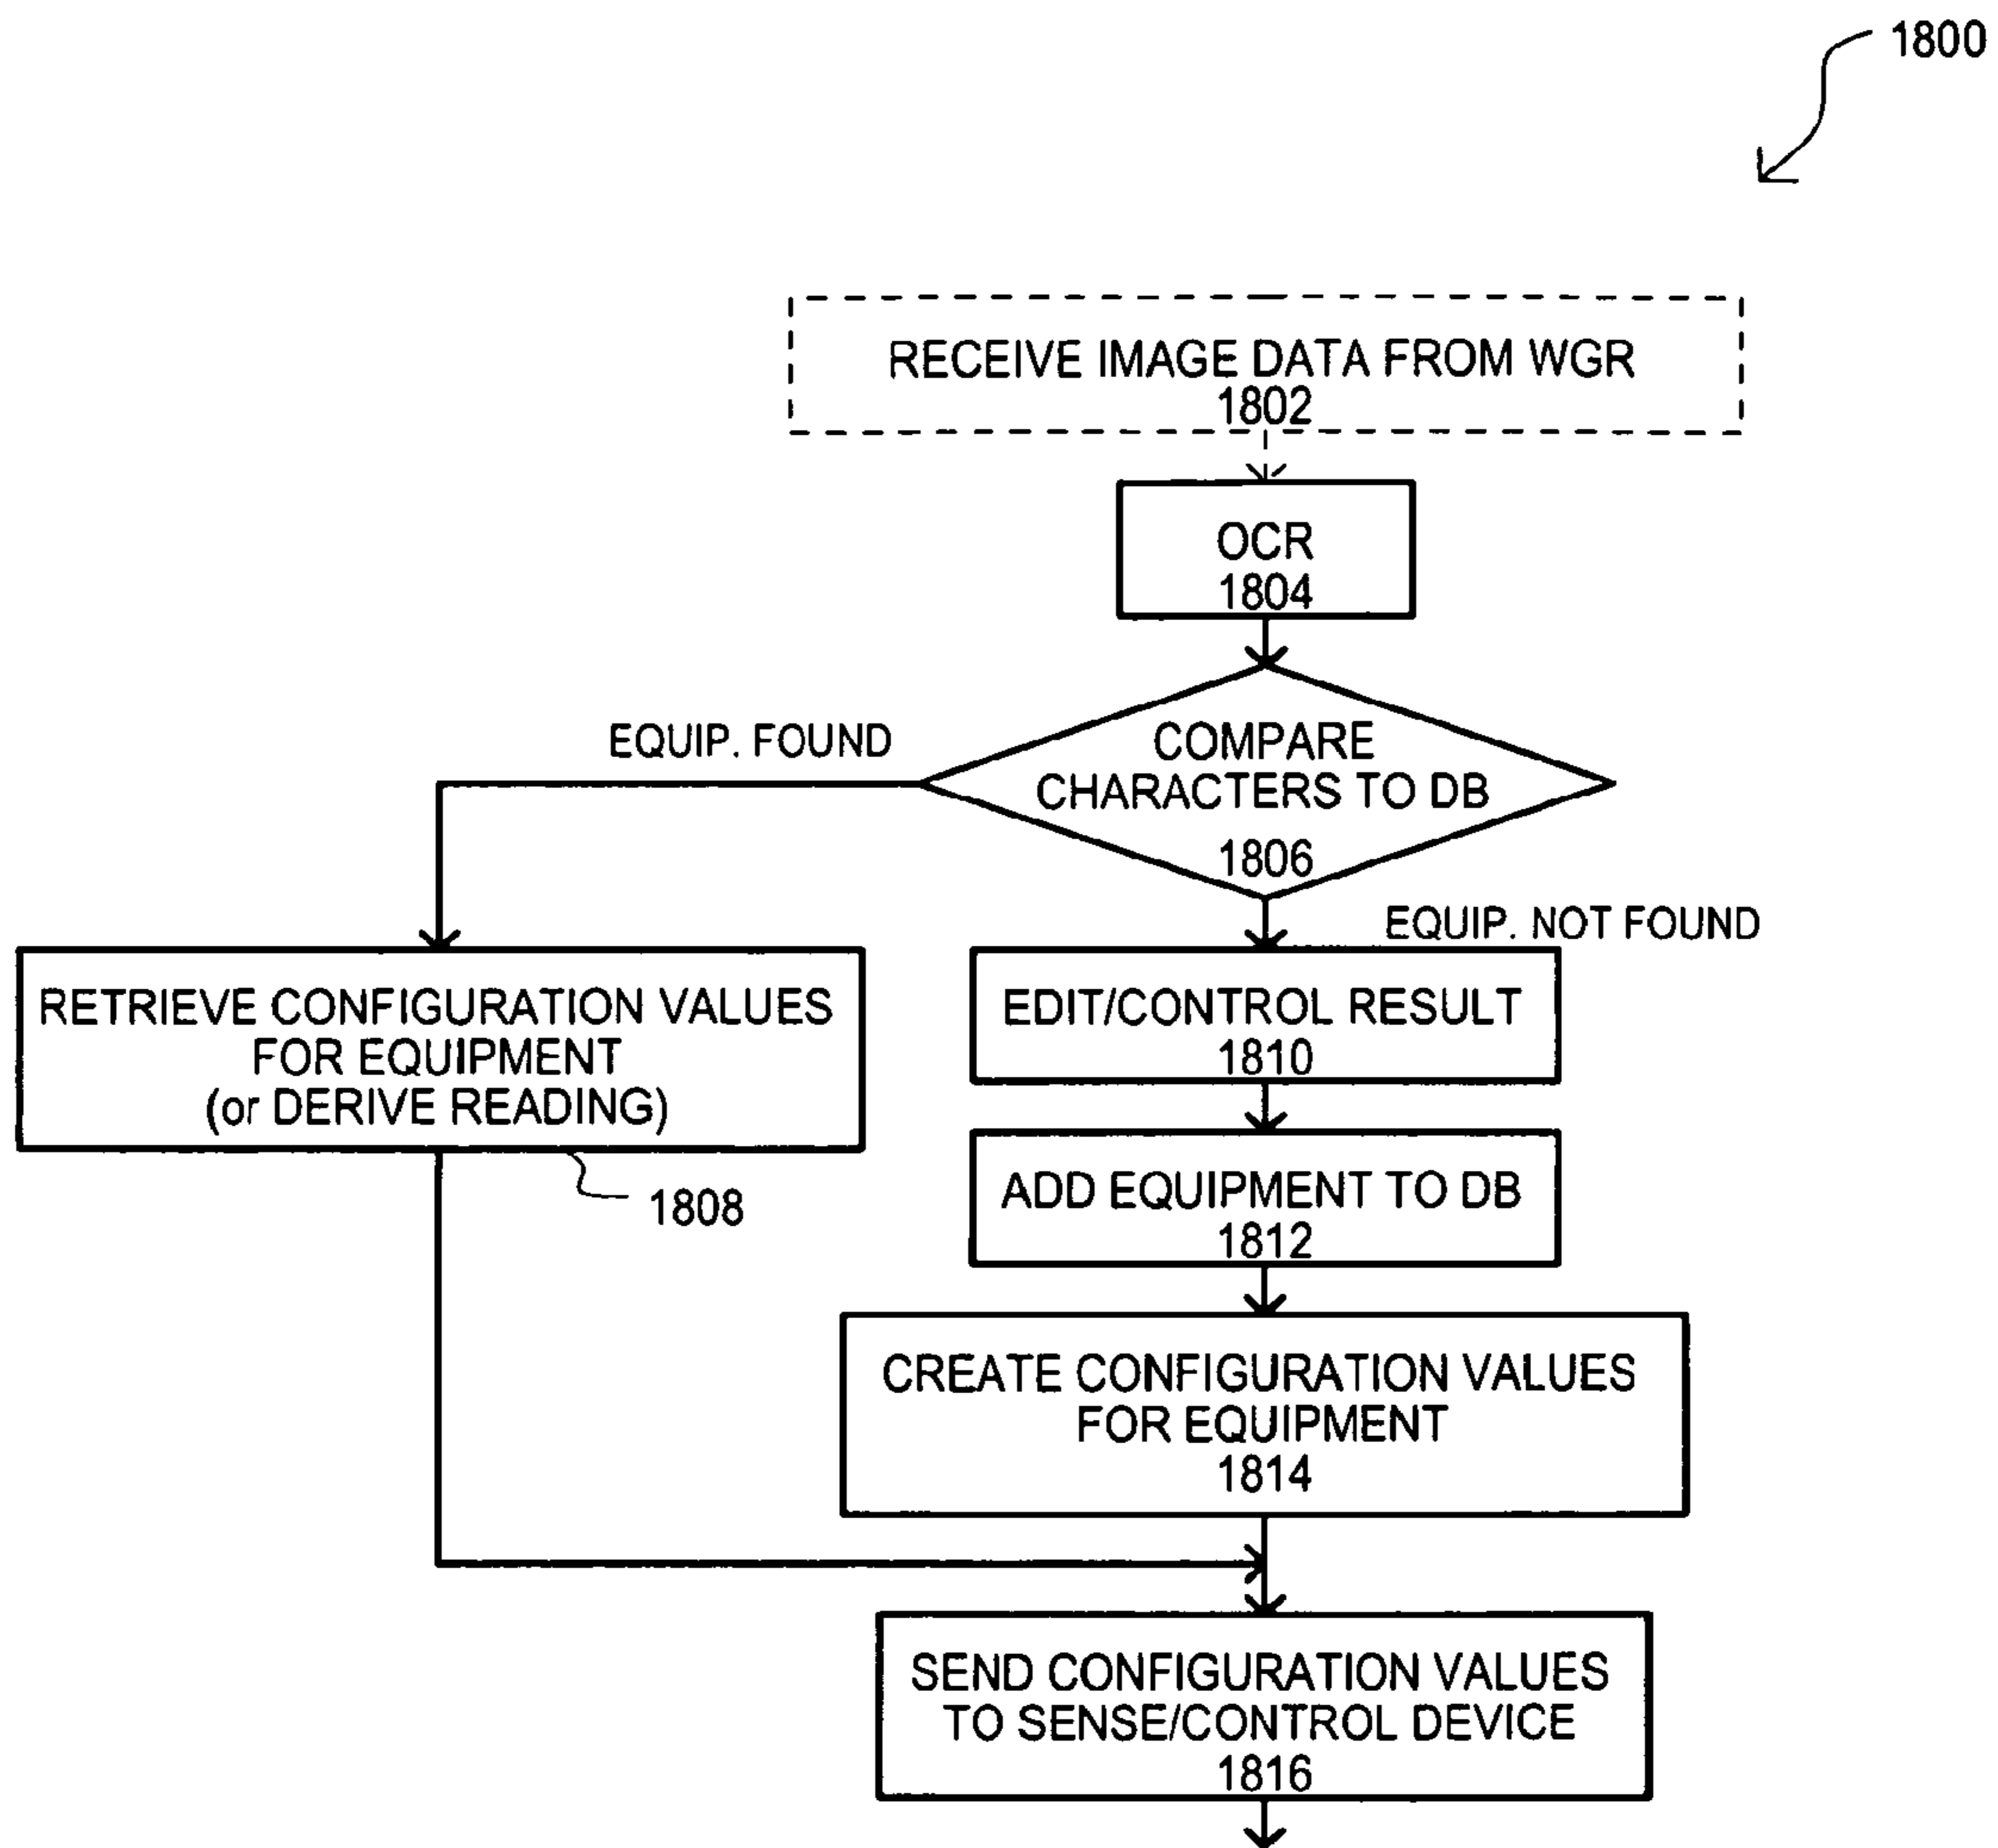 1800
RECEIVE IMAGE DATA FROM WGR
1802
OCR
1804
EQUIP. FOUND
COMPARE
CHARACTERS TO DB
1806
EQUIP. NOT FOUND
RETRIEVE CONFIGURATION VALUES
FOR EQUIPMENT
(or DERIVE READING)
1808
EDIT/CONTROL RESULT
1810
ADD EQUIPMENT TO DB
1812
CREATE CONFIGURATION VALUES
FOR EQUIPMENT
1814
SEND CONFIGURATION VALUES
TO SENSE/CONTROL DEVICE
1816